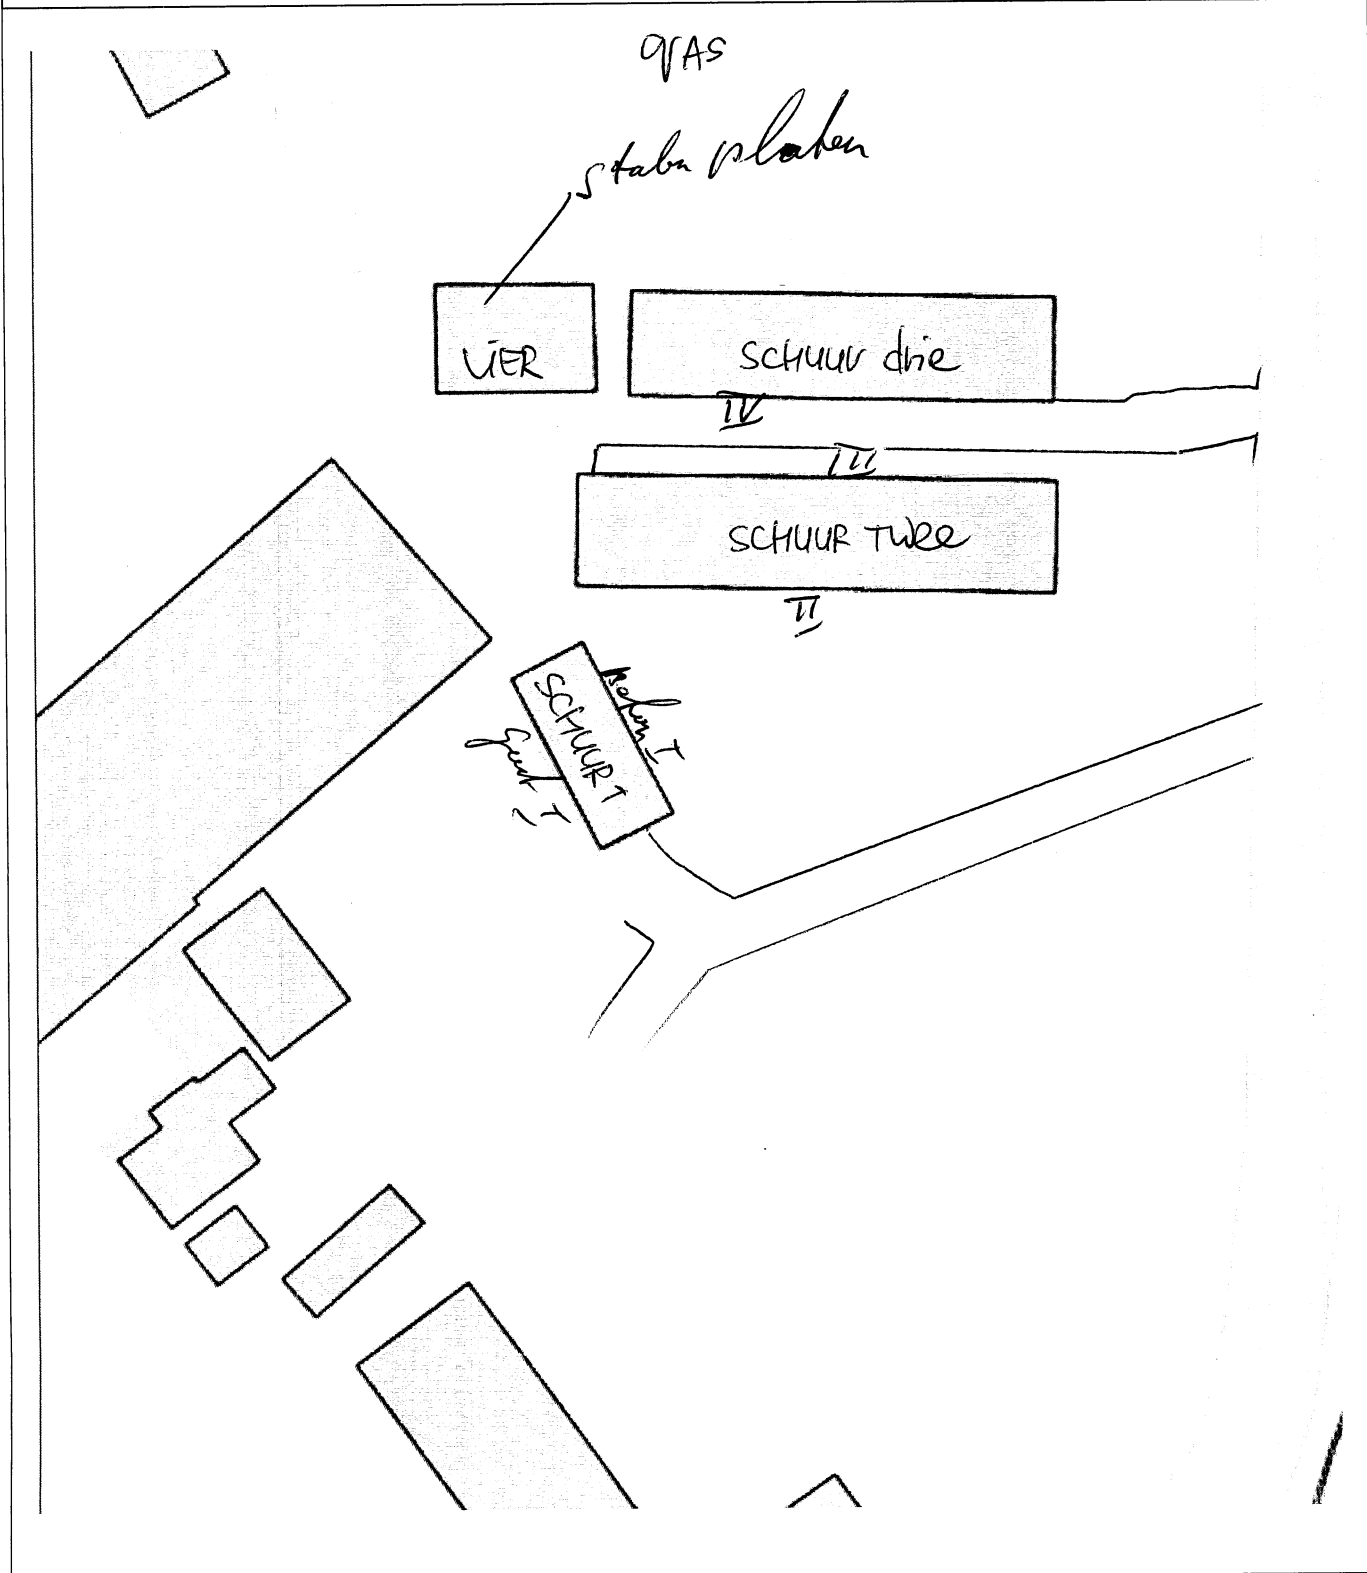 gras
stalen platen
VIER
SCHUUR drie
IV
III
SCHUUR Twee
II
SCHUUR 1
I
I